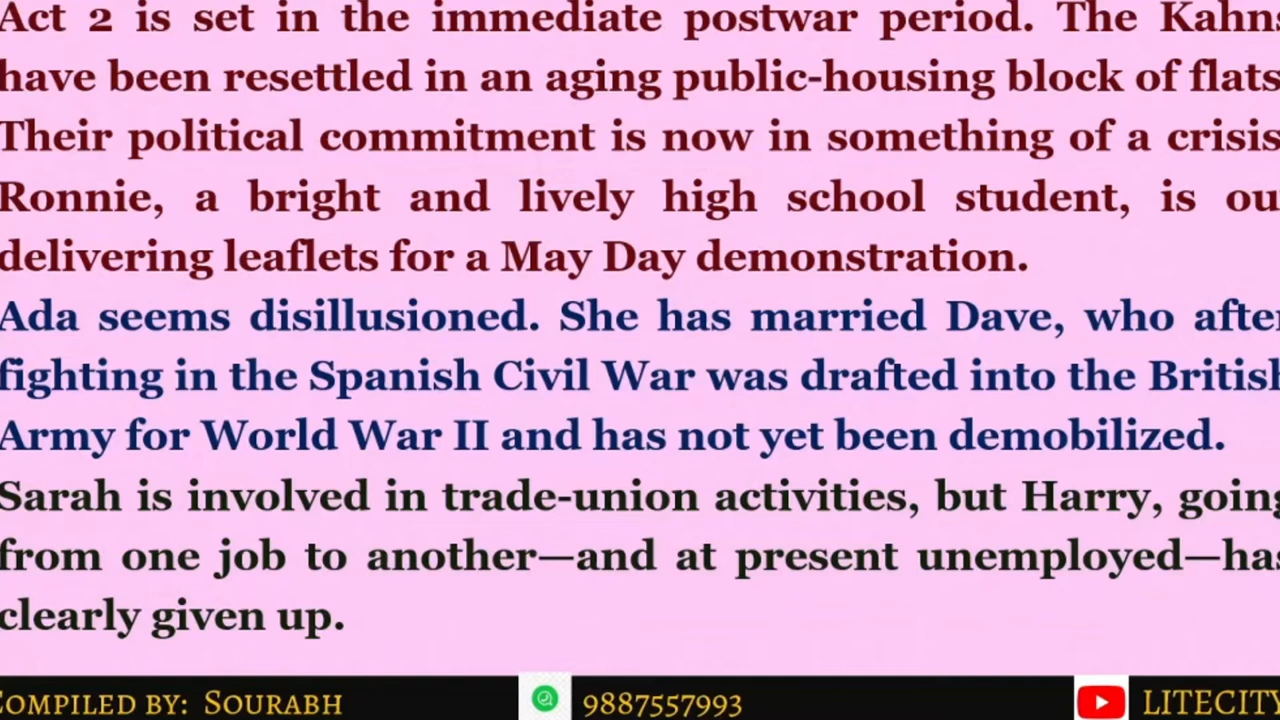 Act 2 is set in the immediate postwar period. The Kahns
have been resettled in an aging public-housing block of flats
Their political commitment is now in something of a crisis
Ronnie, a bright and lively high school student, is ou
delivering leaflets for a May Day demonstration.
Ada seems disillusioned. She has married Dave, who after
fighting in the Spanish Civil War was drafted into the British
Army for World War II and has not yet been demobilized.
Sarah is involved in trade-union activities, but Harry, going
from one job to another—and at present unemployed—has
clearly given up.
COMPILED BY: SOURABH 9887557993 LITECITY